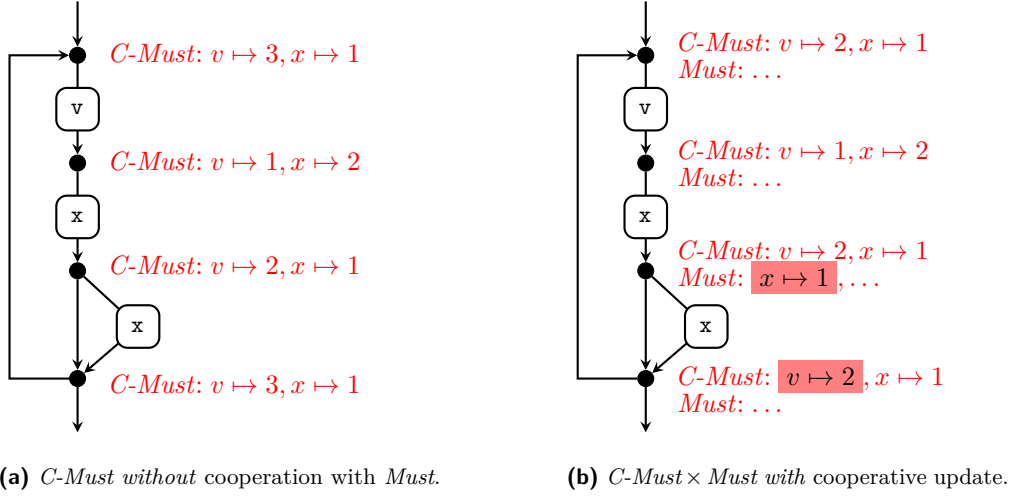 C-Must: v ↦ 3, x ↦ 1
v
C-Must: v ↦ 1, x ↦ 2
x
C-Must: v ↦ 2, x ↦ 1
x
C-Must: v ↦ 3, x ↦ 1
(a) C-Must without cooperation with Must.
C-Must: v ↦ 2, x ↦ 1
Must: ...
v
C-Must: v ↦ 1, x ↦ 2
Must: ...
x
C-Must: v ↦ 2, x ↦ 1
Must: x ↦ 1, ...
x
C-Must: v ↦ 2, x ↦ 1
Must: ...
(b) C-Must × Must with cooperative update.